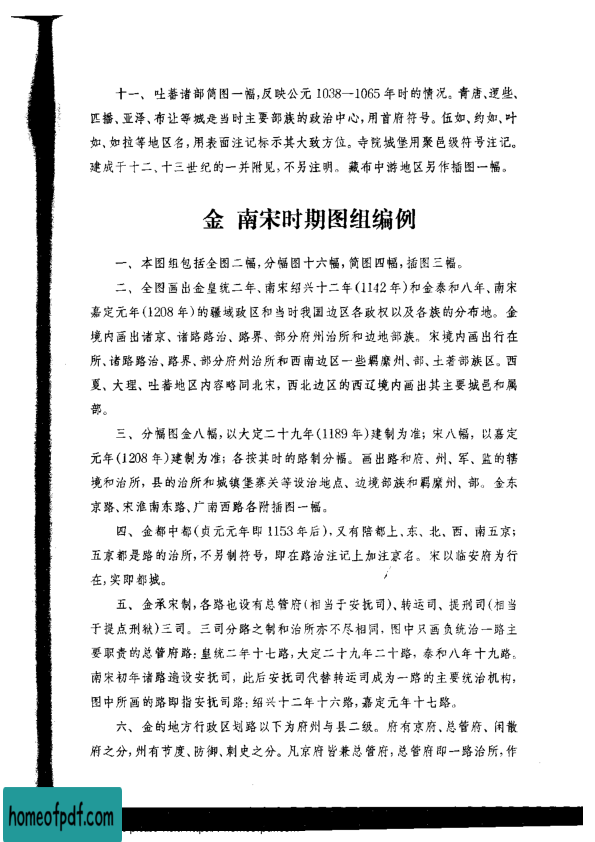 十一、吐蕃诸部简图一幅,反映公元1038—1065年时的情况。青唐、逻些、
匹播、亚泽、布让等城是当时主要部族的政治中心,用首府符号。伍如、约如、叶
如、如拉等地区名,用表面注记标示其大致方位。寺院城堡用聚邑级符号注记。
建成于十二、十三世纪的一并附见,不另注明。藏布中游地区另作插图一幅。
金 南宋时期图组编例
一、本图组包括全图二幅,分幅图十六幅,简图四幅,插图三幅。
二、全图画出金皇统二年、南宋绍兴十二年(1142年)和金泰和八年、南宋
嘉定元年(1208年)的疆域政区和当时我国边区各政权以及各族的分布地。金
境内画出诸京、诸路路治、路界、部分府州治所和边地部族。宋境内画出行在
所、诸路路治、路界、部分府州治所和西南边区一些羁縻州、部、土著部族区。西
夏、大理、吐蕃地区内容略同北宋,西北边区的西辽境内画出其主要城邑和属
部。
三、分幅图金八幅,以大定二十九年(1189年)建制为准;宋八幅,以嘉定
元年(1208年)建制为准;各按其时的路制分幅。画出路和府、州、军、监的辖
境和治所,县的治所和城镇堡寨关等设治地点、边境部族和羁縻州、部。金东
京路、宋淮南东路、广南西路各附插图一幅。
四、金都中都(贞元元年即1153年后),又有陪都上、东、北、西、南五京;
五京都是路的治所,不另制符号,即在路治注记上加注京名。宋以临安府为行
在,实即都城。
五、金承宋制,各路也设有总管府(相当于安抚司)、转运司、提刑司(相当
于提点刑狱)三司。三司分路之制和治所亦不尽相同,图中只画负统治一路主
要职责的总管府路:皇统二年十七路,大定二十九年二十路,泰和八年十九路。
南宋初年诸路遍设安抚司,此后安抚司代替转运司成为一路的主要统治机构,
图中所画的路即指安抚司路:绍兴十二年十六路,嘉定元年十七路。
六、金的地方行政区划路以下为府州与县二级。府有京府、总管府、闲散
府之分,州有节度、防御、刺史之分。凡京府皆兼总管府,总管府即一路治所,作
homeofpdf.com